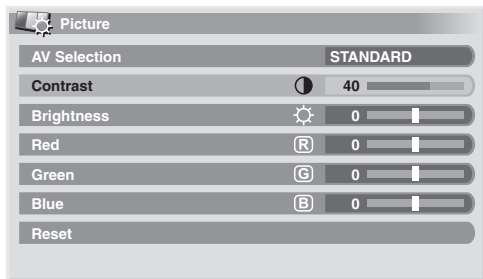 Picture
AV Selection STANDARD
Contrast 40
Brightness 0
Red R 0
Green G 0
Blue B 0
Reset